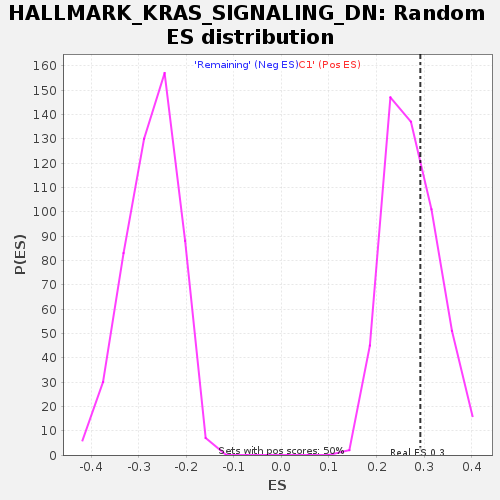 HALLMARK_KRAS_SIGNALING_DN: Random
ES distribution
'Remaining' (Neg ES)C1' (Pos ES)
160
150
140
130
120
110
100
90
80
70
60
50
40
30
20
10
0
P(ES)
Sets with pos scores: 50%
Real ES 0.3
-0.4 -0.3 -0.2 -0.1 0.0 0.1 0.2 0.3 0.4
ES